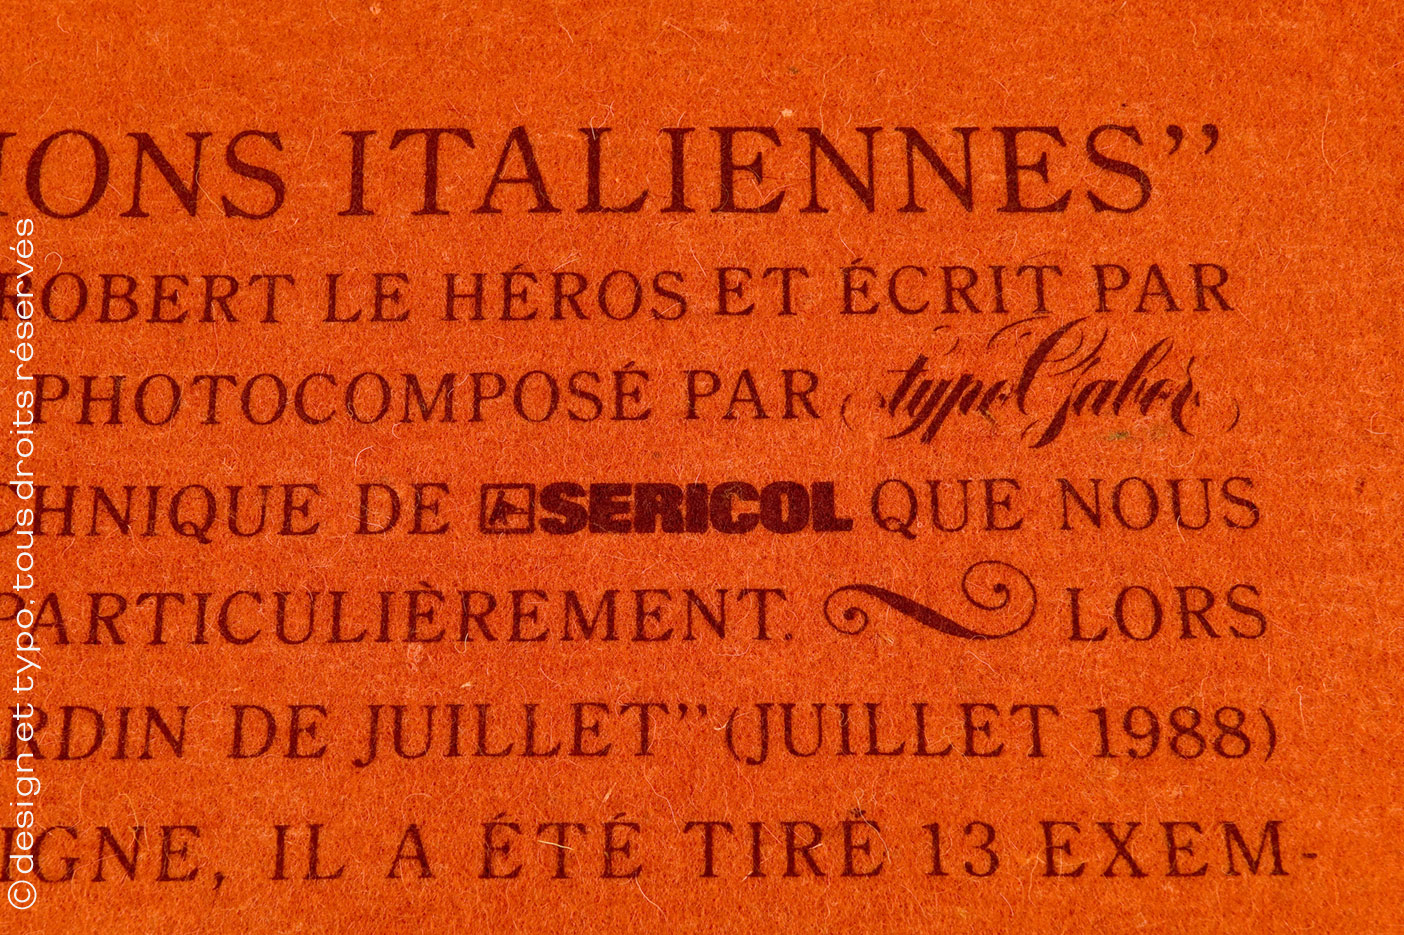 IONS ITALIENNES”
ROBERT LE HÉROS ET ÉCRIT PAR
PHOTOCOMPOSÉ PAR typoGabor
CHNIQUE DE SERICOL QUE NOUS
PARTICULIÈREMENT. LORS
RDIN DE JUILLET” (JUILLET 1988)
IGNE, IL A ÉTÉ TIRÉ 13 EXEM-
© design et typo, tous droits réservés